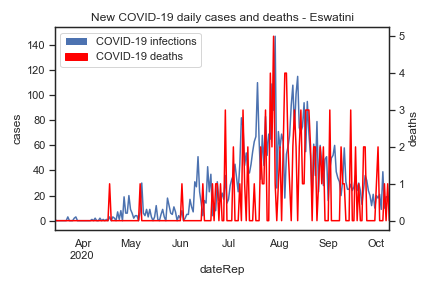 New COVID-19 daily cases and deaths - Eswatini
COVID-19 infections
COVID-19 deaths
140
120
100
80
60
40
20
0
cases
5
4
3
2
1
0
deaths
Apr May Jun Jul Aug Sep Oct
2020
dateRep